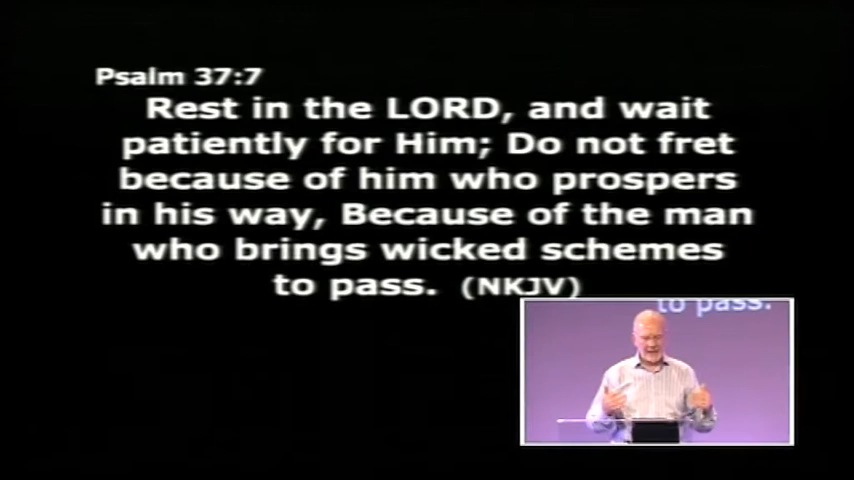 Psalm 37:7
Rest in the LORD, and wait
patiently for Him; Do not fret
because of him who prospers
in his way, Because of the man
who brings wicked schemes
to pass. (NKJV)
to pass.